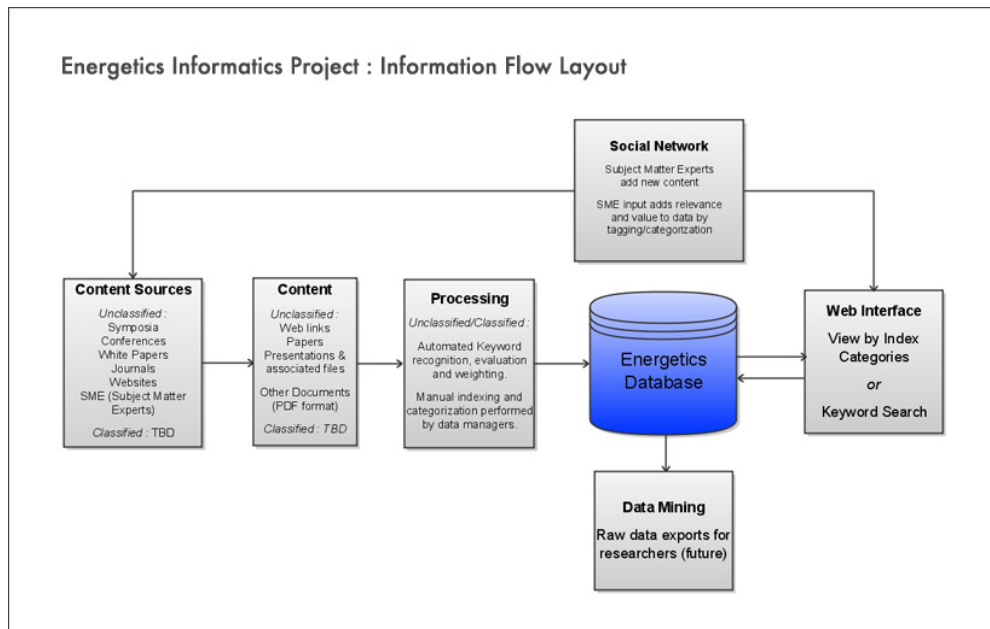 Energetics Informatics Project : Information Flow Layout
Social Network
Subject Matter Experts
add new content
SME input adds relevance
and value to data by
tagging/categorization
Content Sources
Unclassified :
Symposia
Conferences
White Papers
Journals
Websites
SME (Subject Matter
Experts)
Classified : TBD
Content
Unclassified :
Web links
Papers
Presentations &
associated files
Other Documents
(PDF format)
Classified : TBD
Processing
Unclassified/Classified :
Automated Keyword
recognition, evaluation
and weighting.
Manual indexing and
categorization performed
by data managers.
Energetics
Database
Web Interface
View by Index
Categories
or
Keyword Search
Data Mining
Raw data exports for
researchers (future)